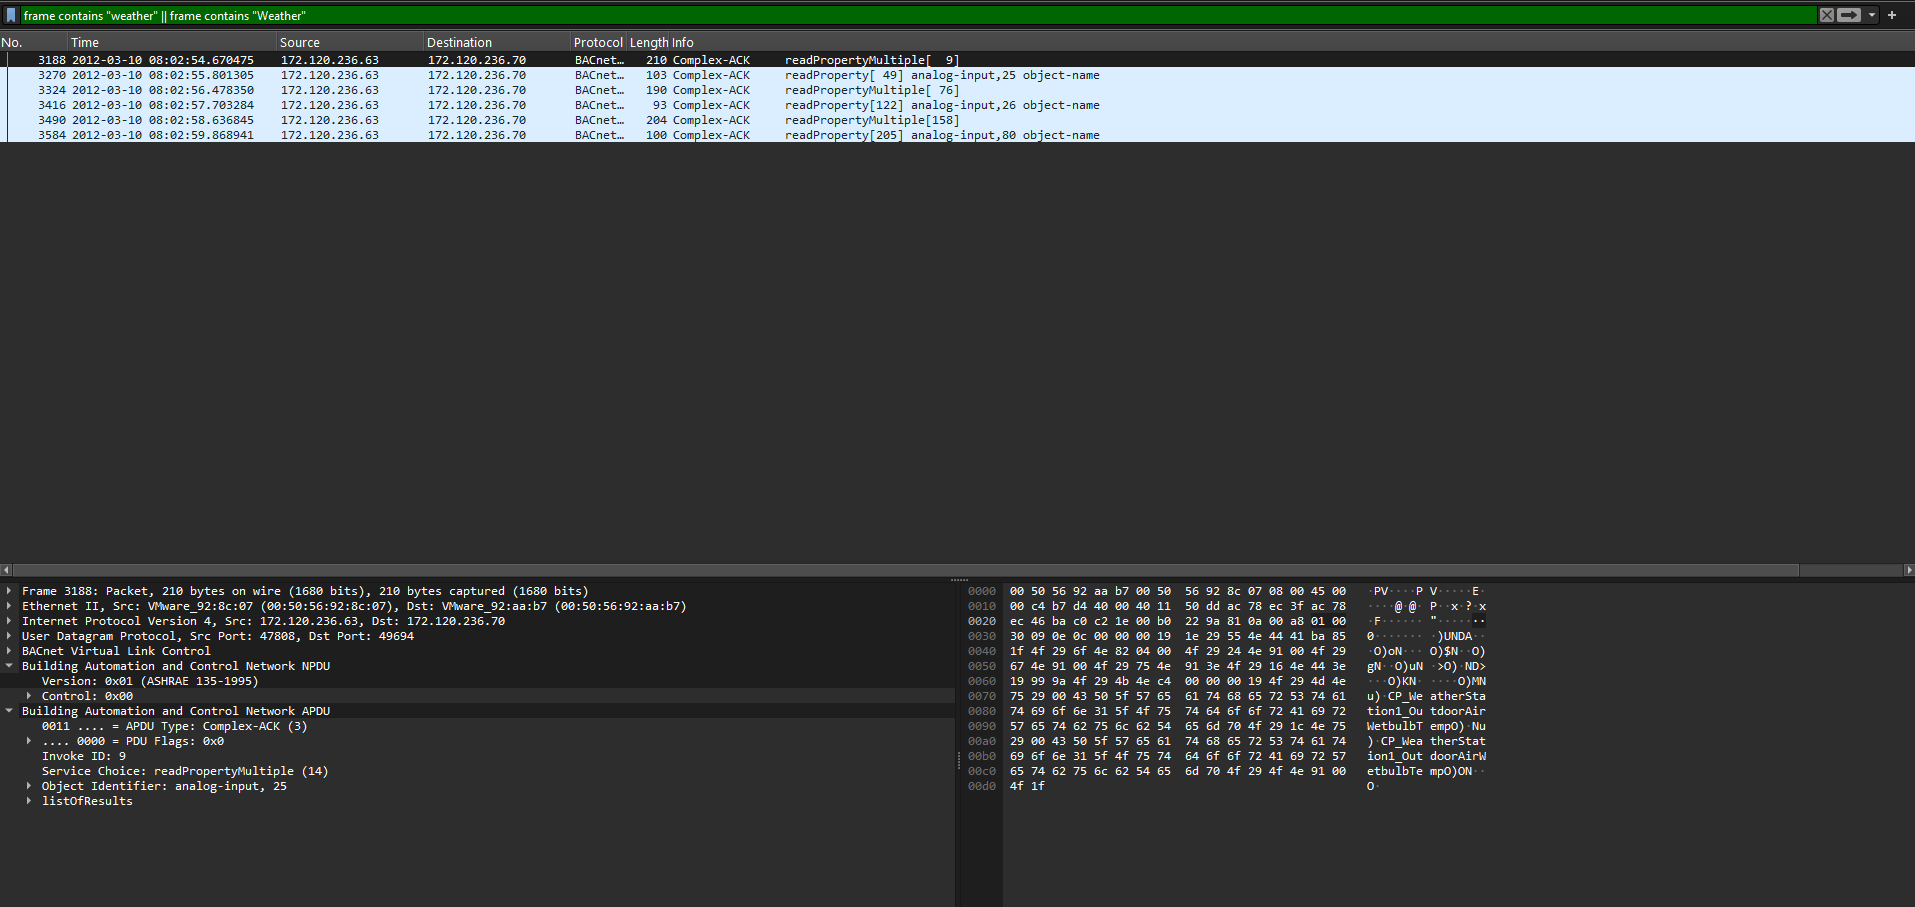 frame contains "weather" || frame contains "Weather"
No. Time Source Destination Protocol Length Info
3188 2012-03-10 08:02:54.670475 172.120.236.63 172.120.236.70 BACnet… 210 Complex-ACK readPropertyMultiple[ 9]
3270 2012-03-10 08:02:55.801305 172.120.236.63 172.120.236.70 BACnet… 103 Complex-ACK readProperty[ 49] analog-input,25 object-name
3324 2012-03-10 08:02:56.478350 172.120.236.63 172.120.236.70 BACnet… 190 Complex-ACK readPropertyMultiple[ 76]
3416 2012-03-10 08:02:57.703284 172.120.236.63 172.120.236.70 BACnet… 93 Complex-ACK readProperty[122] analog-input,26 object-name
3490 2012-03-10 08:02:58.636845 172.120.236.63 172.120.236.70 BACnet… 204 Complex-ACK readPropertyMultiple[158]
3584 2012-03-10 08:02:59.868941 172.120.236.63 172.120.236.70 BACnet… 100 Complex-ACK readProperty[205] analog-input,80 object-name
Frame 3188: Packet, 210 bytes on wire (1680 bits), 210 bytes captured (1680 bits)
Ethernet II, Src: VMware_92:8c:07 (00:50:56:92:8c:07), Dst: VMware_92:aa:b7 (00:50:56:92:aa:b7)
Internet Protocol Version 4, Src: 172.120.236.63, Dst: 172.120.236.70
User Datagram Protocol, Src Port: 47808, Dst Port: 49694
BACnet Virtual Link Control
Building Automation and Control Network NPDU
Version: 0x01 (ASHRAE 135-1995)
Control: 0x00
Building Automation and Control Network APDU
0011 .... = APDU Type: Complex-ACK (3)
.... 0000 = PDU Flags: 0x0
Invoke ID: 9
Service Choice: readPropertyMultiple (14)
Object Identifier: analog-input, 25
listOfResults
0000 00 50 56 92 aa b7 00 50 56 92 8c 07 08 00 45 00 ·PV····P V·····E·
0010 00 c4 b7 d4 40 00 40 11 50 dd ac 78 ec 3f ac 78 ····@·@· P··x·?·x
0020 ec 46 ba c0 c2 1e 00 b0 22 9a 81 0a 00 a8 01 00 ·F······ "·······
0030 30 09 0e 0c 00 00 00 19 1e 29 55 4e 44 41 ba 85 0······· ·)UNDA··
0040 1f 4f 29 6f 4e 82 04 00 4f 29 24 4e 91 00 4f 29 ·O)oN··· O)$N··O)
0050 67 4e 91 00 4f 29 75 4e 91 3e 4f 29 16 4e 44 3e gN··O)uN ·>O)·ND>
0060 19 99 9a 4f 29 4b 4e c4 00 00 00 19 4f 29 4d 4e ···O)KN· ····O)MN
0070 75 29 00 43 50 5f 57 65 61 74 68 65 72 53 74 61 u)·CP_We atherSta
0080 74 69 6f 6e 31 5f 4f 75 74 64 6f 6f 72 41 69 72 tion1_Ou tdoorAir
0090 57 65 74 62 75 6c 62 54 65 6d 70 4f 29 1c 4e 75 WetbulbT empO)·Nu
00a0 29 00 43 50 5f 57 65 61 74 68 65 72 53 74 61 74 )·CP_Wea therStat
00b0 69 6f 6e 31 5f 4f 75 74 64 6f 6f 72 41 69 72 57 ion1_Out doorAirW
00c0 65 74 62 75 6c 62 54 65 6d 70 4f 29 4f 4e 91 00 etbulbTe mpO)ON··
00d0 4f 1f O·